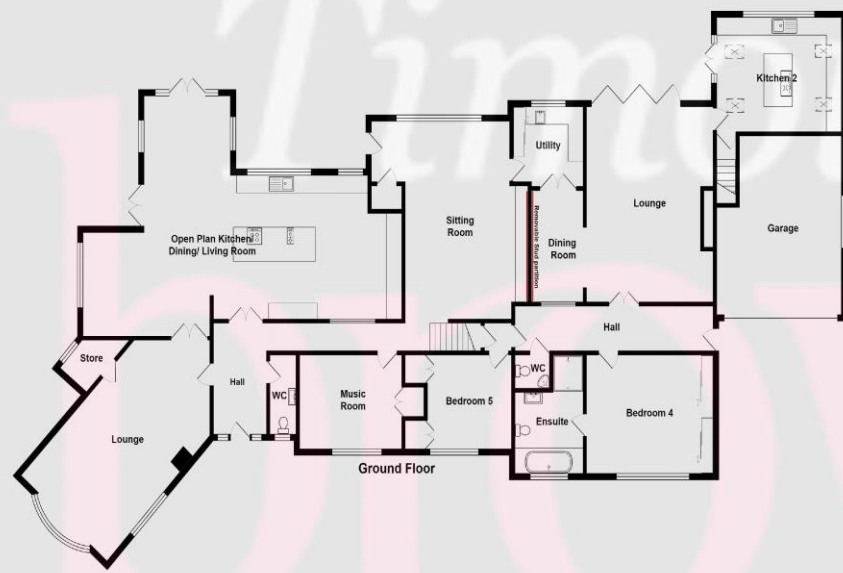 Timo
Kitchen 2
Utility
Lounge
Sitting
Room
Removable Stud partition
Garage
Open Plan Kitchen/
Dining/ Living Room
Dining
Room
Hall
Store
Hall
WC
Music
Room
Bedroom 5
WC
Ensuite
Bedroom 4
Lounge
Ground Floor